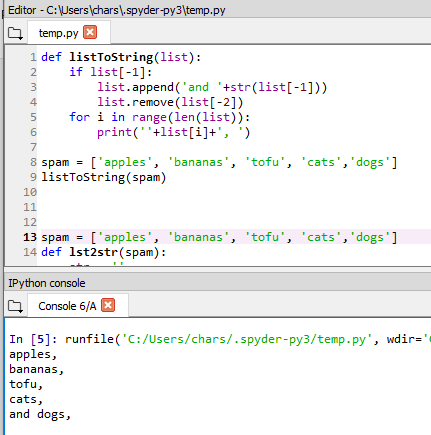 Editor - C:\Users\chars\.spyder-py3\temp.py
temp.py
1 def listToString(list):
2     if list[-1]:
3         list.append('and '+str(list[-1]))
4         list.remove(list[-2])
5     for i in range(len(list)):
6         print(''+list[i]+', ')
7
8 spam = ['apples', 'bananas', 'tofu', 'cats','dogs']
9 listToString(spam)
10
11
12
13 spam = ['apples', 'bananas', 'tofu', 'cats','dogs']
14 def lst2str(spam):
IPython console
Console 6/A
In [5]: runfile('C:/Users/chars/.spyder-py3/temp.py', wdir='
apples,
bananas,
tofu,
cats,
and dogs,